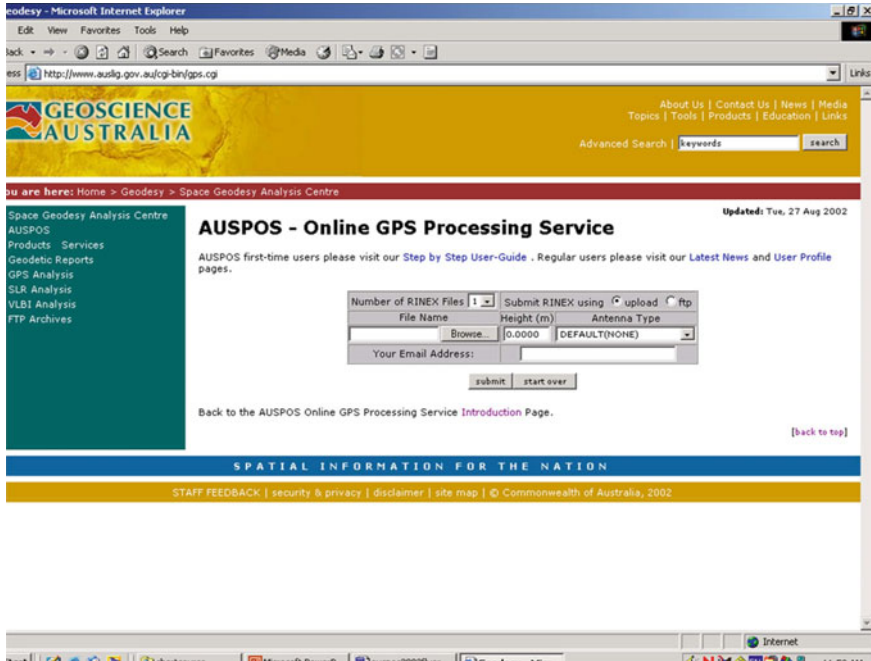 eodesy - Microsoft Internet Explorer
Edit View Favorites Tools Help
Back Search Favorites Media
ess http://www.auslig.gov.au/cgi-bin/gps.cgi Links
GEOSCIENCE
AUSTRALIA
About Us | Contact Us | News | Media
Topics | Tools | Products | Education | Links
Advanced Search | keywords search
ou are here: Home > Geodesy > Space Geodesy Analysis Centre
Updated: Tue, 27 Aug 2002
Space Geodesy Analysis Centre
AUSPOS
Products Services
Geodetic Reports
GPS Analysis
SLR Analysis
VLBI Analysis
FTP Archives
AUSPOS - Online GPS Processing Service
AUSPOS first-time users please visit our Step by Step User-Guide . Regular users please visit our Latest News and User Profile
pages.
Number of RINEX Files 1 Submit RINEX using upload ftp
File Name Height (m) Antenna Type
Browse... 0.0000 DEFAULT(NONE)
Your Email Address:
submit start over
Back to the AUSPOS Online GPS Processing Service Introduction Page.
[back to top]
SPATIAL INFORMATION FOR THE NATION
STAFF FEEDBACK | security & privacy | disclaimer | site map | © Commonwealth of Australia, 2002
Internet